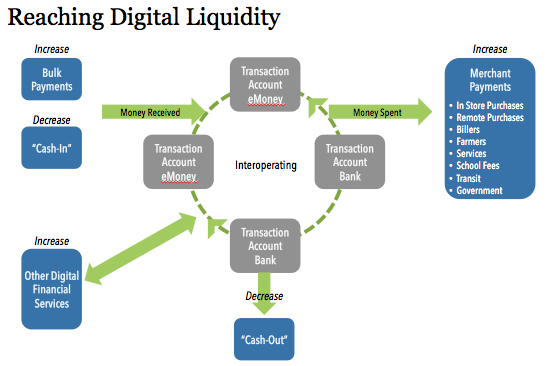 Reaching Digital Liquidity
Increase
Bulk
Payments
Decrease
"Cash-In"
Increase
Other Digital
Financial
Services
Money Received
Transaction
Account
eMoney
Transaction
Account
eMoney
Interoperating
Transaction
Account
Bank
Transaction
Account
Bank
Decrease
"Cash-Out"
Money Spent
Increase
Merchant
Payments
• In Store Purchases
• Remote Purchases
• Billers
• Farmers
• Services
• School Fees
• Transit
• Government